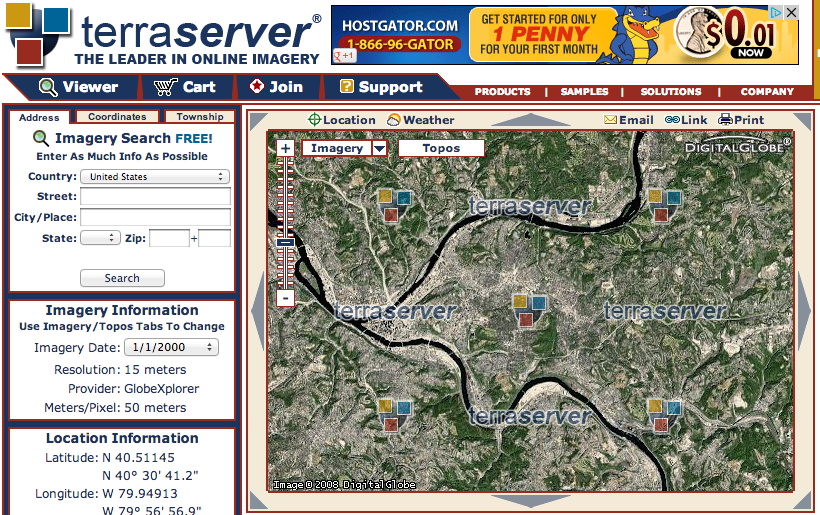 terraserver®
THE LEADER IN ONLINE IMAGERY
HOSTGATOR.COM
1-866-96-GATOR
+1
GET STARTED FOR ONLY
1 PENNY
FOR YOUR FIRST MONTH
$0.01
NOW
Viewer
Cart
Join
Support
PRODUCTS | SAMPLES | SOLUTIONS | COMPANY
Address
Coordinates
Township
Imagery Search FREE!
Enter As Much Info As Possible
Country: United States
Street:
City/Place:
State: Zip: +
Search
Imagery Information
Use Imagery/Topos Tabs To Change
Imagery Date: 1/1/2000
Resolution: 15 meters
Provider: GlobeXplorer
Meters/Pixel: 50 meters
Location Information
Latitude: N 40.51145
N 40° 30' 41.2"
Longitude: W 79.94913
W 79° 56' 56.9"
Location
Weather
Email
Link
Print
+
Imagery
Topos
-
DIGITALGLOBE®
terraserver
terraserver
terraserver
terraserver
Image © 2008 DigitalGlobe